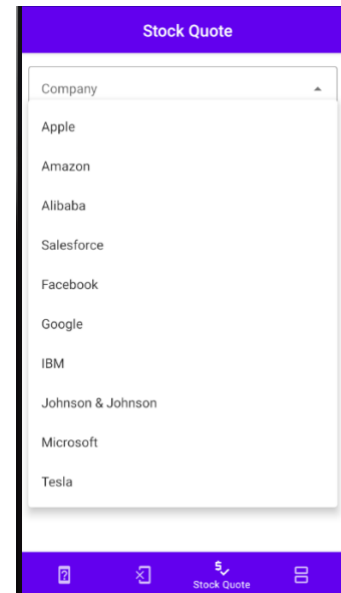 Stock Quote
Company
Apple
Amazon
Alibaba
Salesforce
Facebook
Google
IBM
Johnson & Johnson
Microsoft
Tesla
Stock Quote